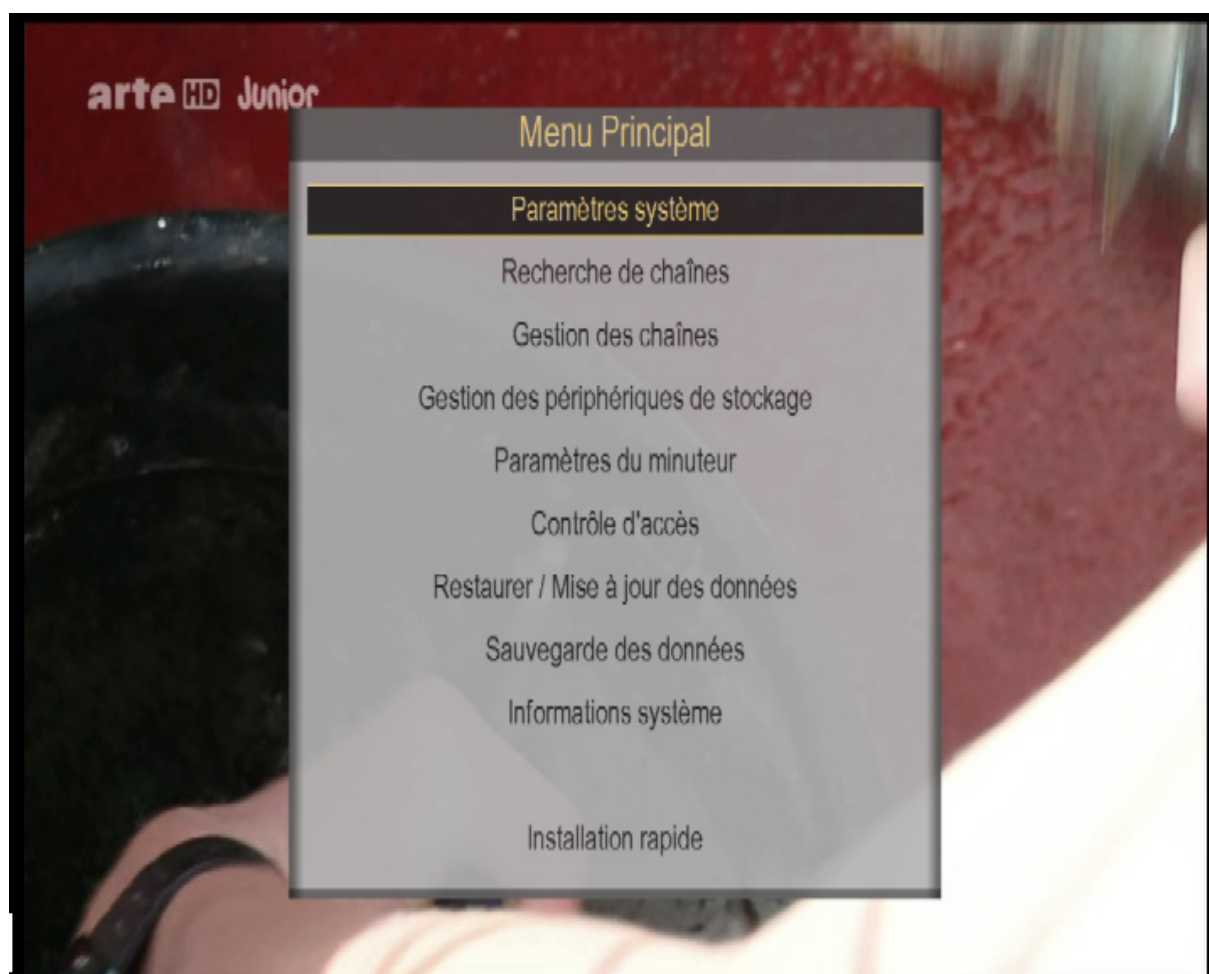 arte HD Junior
Menu Principal
Paramètres système
Recherche de chaînes
Gestion des chaînes
Gestion des périphériques de stockage
Paramètres du minuteur
Contrôle d'accès
Restaurer / Mise à jour des données
Sauvegarde des données
Informations système
Installation rapide